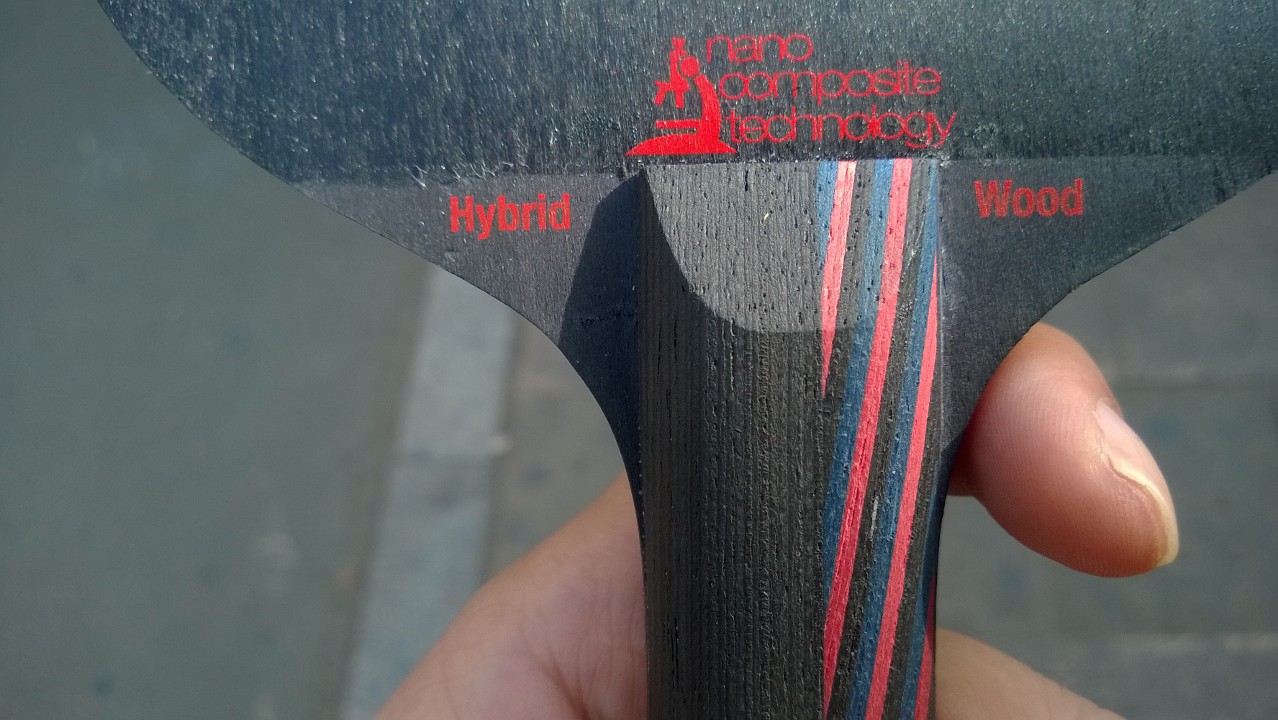 nano
composite
technology
Hybrid Wood